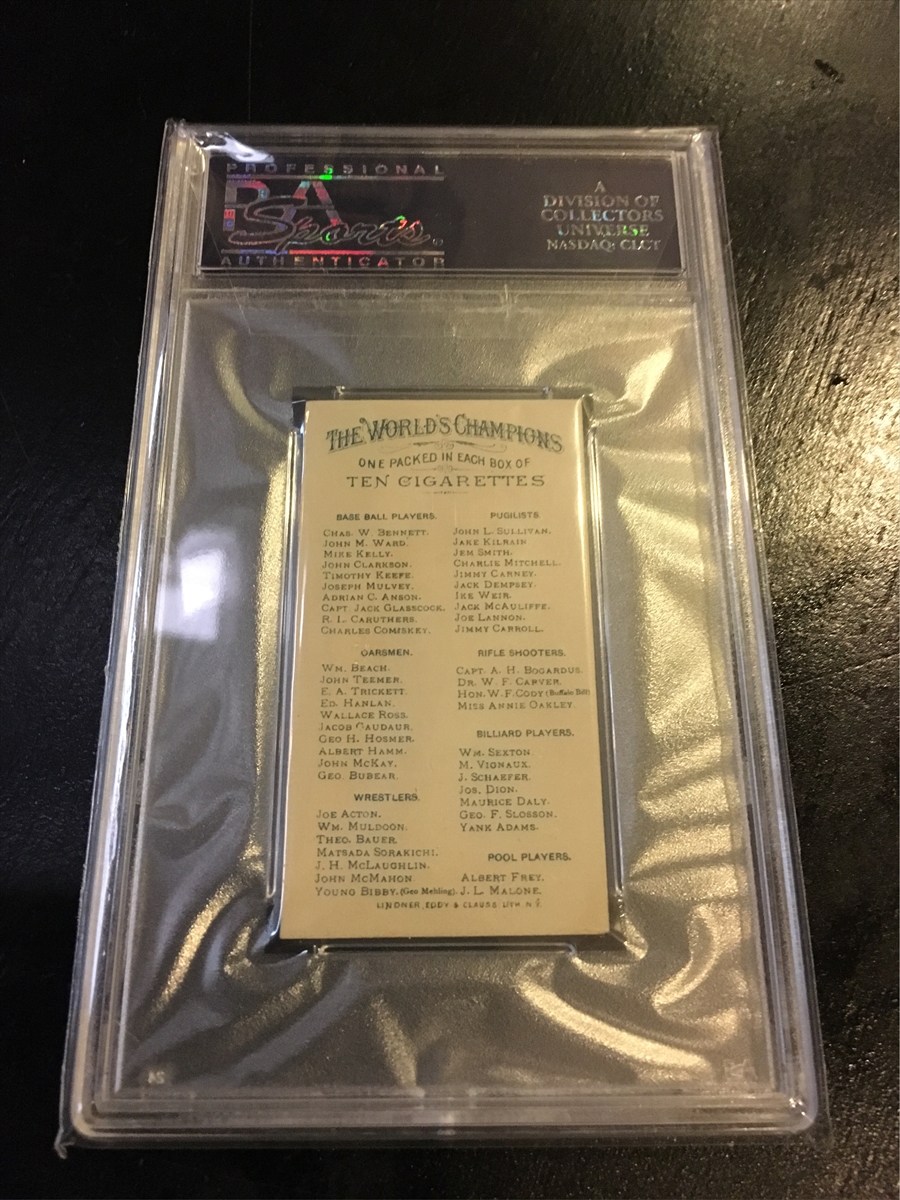 PROFESSIONAL
PSA
Sports
AUTHENTICATOR
A
DIVISION OF
COLLECTORS
UNIVERSE
NASDAQ: CLCT
THE WORLD'S CHAMPIONS
ONE PACKED IN EACH BOX OF
TEN CIGARETTES
BASE BALL PLAYERS.
CHAS. W. BENNETT.
JOHN M. WARD.
MIKE KELLY.
JOHN CLARKSON.
TIMOTHY KEEFE.
JOSEPH MULVEY.
ADRIAN C. ANSON.
CAPT JACK GLASSCOCK.
R. L. CARUTHERS.
CHARLES COMISKEY.
OARSMEN.
WM. BEACH.
JOHN TEEMER.
E. A. TRICKETT.
ED. HANLAN.
WALLACE ROSS.
JACOB GAUDAUR.
GEO H. HOSMER.
ALBERT HAMM.
JOHN MCKAY.
GEO. BUBEAR.
WRESTLERS.
JOE ACTON.
WM. MULDOON.
THEO. BAUER.
MATSADA SORAKICHI.
J. H. MCLAUGHLIN.
JOHN MCMAHON.
YOUNG BIBBY. (Geo Mehling).
PUGILISTS.
JOHN L. SULLIVAN.
JAKE KILRAIN
JEM SMITH.
CHARLIE MITCHELL.
JIMMY CARNEY.
JACK DEMPSEY.
IKE WEIR.
JACK MCAULIFFE.
JOE LANNON.
JIMMY CARROLL.
RIFLE SHOOTERS.
CAPT. A. H. BOGARDUS.
DR. W. F. CARVER.
HON. W. F. CODY (Buffalo Bill)
MISS ANNIE OAKLEY.
BILLIARD PLAYERS.
WM. SEXTON.
M. VIGNAUX.
J. SCHAEFER.
JOS. DION.
MAURICE DALY.
GEO. F. SLOSSON.
YANK ADAMS.
POOL PLAYERS.
ALBERT FREY.
J. L. MALONE.
LINDNER, EDDY & CLAUSS, LITH. N.Y.